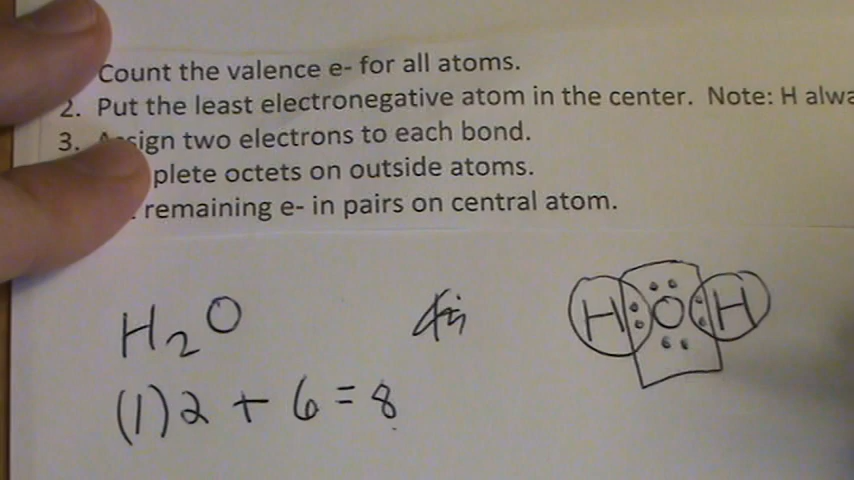 Count the valence e- for all atoms.
2. Put the least electronegative atom in the center. Note: H alwa
3. sign two electrons to each bond.
plete octets on outside atoms.
remaining e- in pairs on central atom.
H2O
H:O:H
(1)2 + 6 = 8